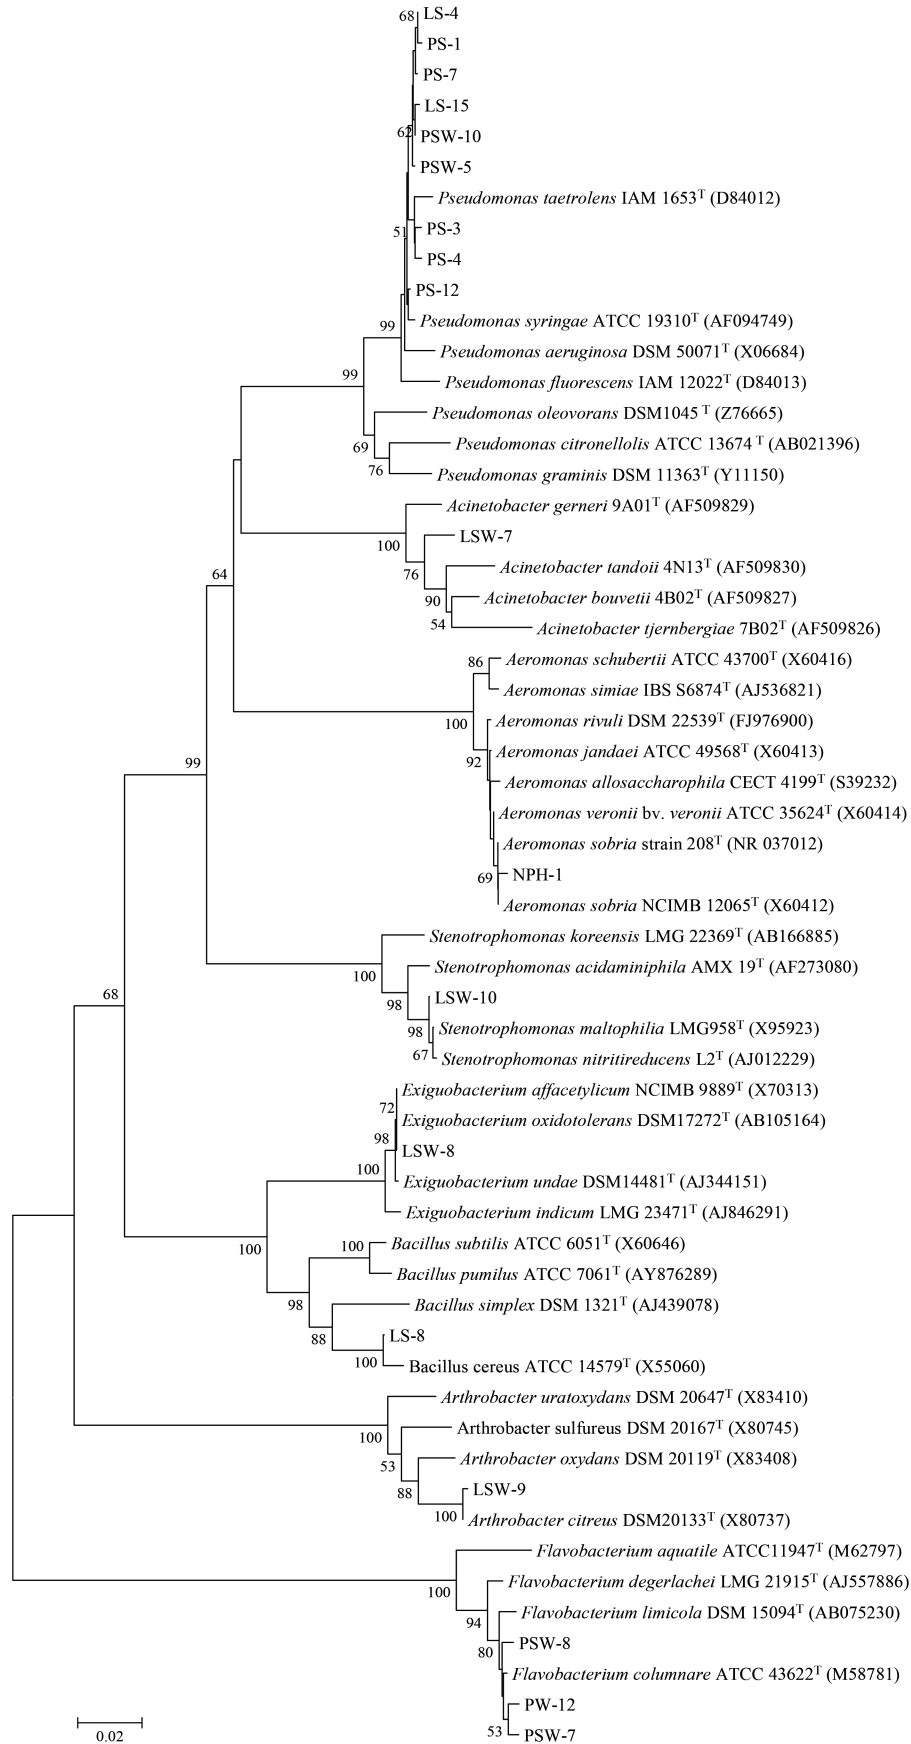 68
LS-4
PS-1
PS-7
LS-15
62
PSW-10
PSW-5
Pseudomonas taetrolens IAM 1653T (D84012)
51
PS-3
PS-4
PS-12
Pseudomonas syringae ATCC 19310T (AF094749)
99
Pseudomonas aeruginosa DSM 50071T (X06684)
99
Pseudomonas fluorescens IAM 12022T (D84013)
Pseudomonas oleovorans DSM1045 T (Z76665)
69
Pseudomonas citronellolis ATCC 13674 T (AB021396)
76
Pseudomonas graminis DSM 11363T (Y11150)
Acinetobacter gerneri 9A01T (AF509829)
100
LSW-7
64
76
Acinetobacter tandoii 4N13T (AF509830)
90
Acinetobacter bouvetii 4B02T (AF509827)
54
Acinetobacter tjernbergiae 7B02T (AF509826)
86
Aeromonas schubertii ATCC 43700T (X60416)
Aeromonas simiae IBS S6874T (AJ536821)
100
Aeromonas rivuli DSM 22539T (FJ976900)
99
92
Aeromonas jandaei ATCC 49568T (X60413)
Aeromonas allosaccharophila CECT 4199T (S39232)
Aeromonas veronii bv. veronii ATCC 35624T (X60414)
Aeromonas sobria strain 208T (NR 037012)
69
NPH-1
Aeromonas sobria NCIMB 12065T (X60412)
Stenotrophomonas koreensis LMG 22369T (AB166885)
100
Stenotrophomonas acidaminiphila AMX 19T (AF273080)
68
98
LSW-10
98
Stenotrophomonas maltophilia LMG958T (X95923)
67
Stenotrophomonas nitritireducens L2T (AJ012229)
Exiguobacterium affacetylicum NCIMB 9889T (X70313)
72
Exiguobacterium oxidotolerans DSM17272T (AB105164)
98
LSW-8
100
Exiguobacterium undae DSM14481T (AJ344151)
Exiguobacterium indicum LMG 23471T (AJ846291)
100
100
Bacillus subtilis ATCC 6051T (X60646)
Bacillus pumilus ATCC 7061T (AY876289)
98
Bacillus simplex DSM 1321T (AJ439078)
88
LS-8
100
Bacillus cereus ATCC 14579T (X55060)
Arthrobacter uratoxydans DSM 20647T (X83410)
100
Arthrobacter sulfureus DSM 20167T (X80745)
53
Arthrobacter oxydans DSM 20119T (X83408)
88
LSW-9
100
Arthrobacter citreus DSM20133T (X80737)
Flavobacterium aquatile ATCC11947T (M62797)
100
Flavobacterium degerlachei LMG 21915T (AJ557886)
94
Flavobacterium limicola DSM 15094T (AB075230)
80
PSW-8
Flavobacterium columnare ATCC 43622T (M58781)
PW-12
53
PSW-7
0.02